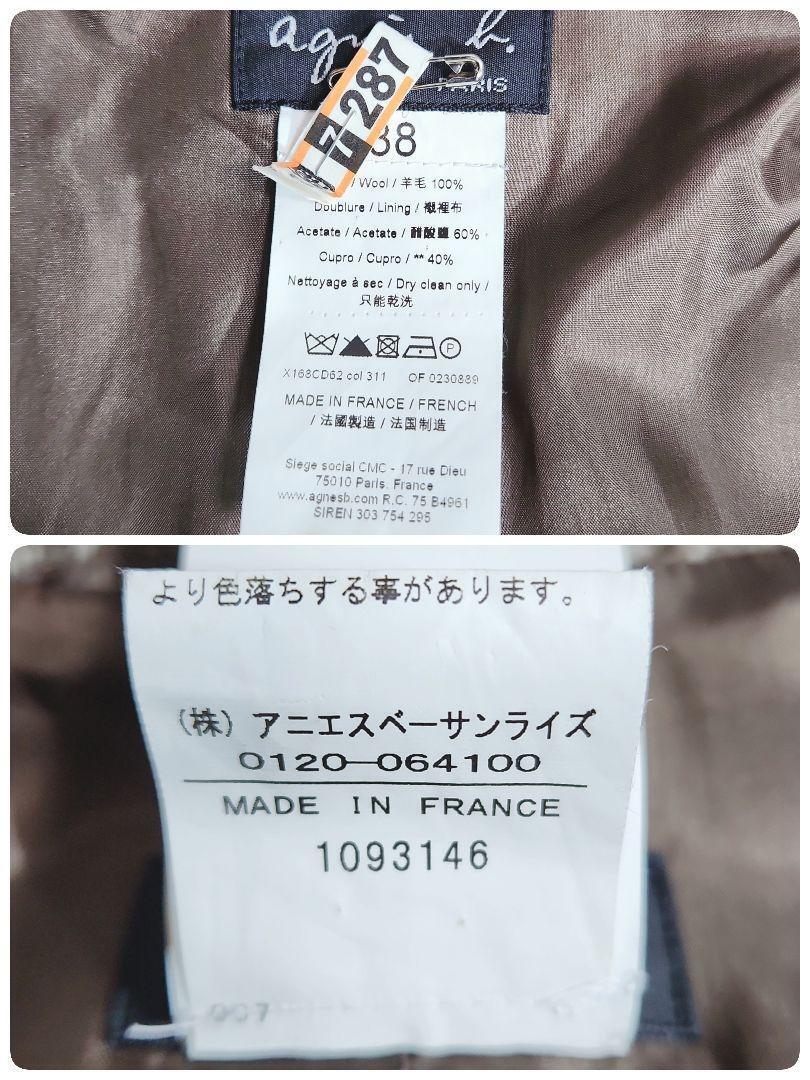 agnès b.
PARIS
7 287
38
/ Wool / 羊毛 100%
Doublure / Lining / 襯裡布
Acetate / Acetate / 醋酸鹽 60%
Cupro / Cupro / ** 40%
Nettoyage à sec / Dry clean only /
只能乾洗
P
X168CD62 col 311 OF 0230889
MADE IN FRANCE / FRENCH
/ 法國製造 / 法国制造
Siege social CMC - 17 rue Dieu
75010 Paris. France
www.agnesb.com R.C. 75 B4961
SIREN 303 754 295
より色落ちする事があります。
(株) アニエスベーサンライズ
0120-064100
MADE IN FRANCE
1093146